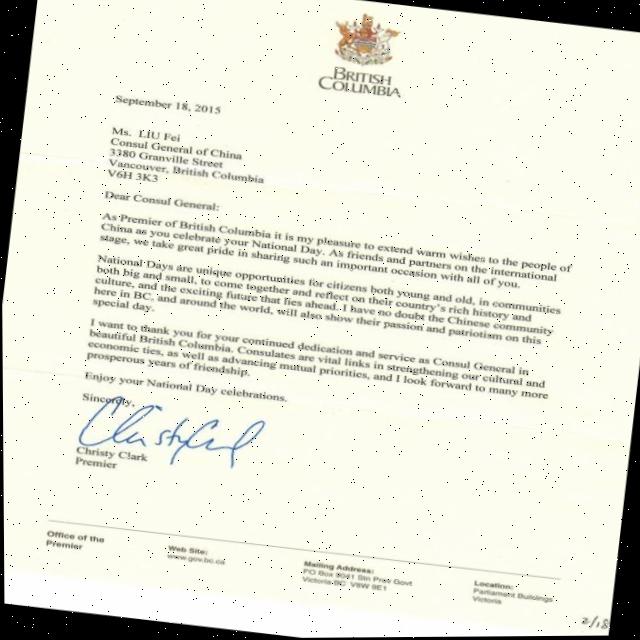 BRITISH
COLUMBIA
September 18, 2015
Ms. LIU Fei
Consul General of China
3380 Granville Street
Vancouver, British Columbia
V6H 3K3
Dear Consul General:
As Premier of British Columbia it is my pleasure to extend warm wishes to the people of
China as you celebrate your National Day. As friends and partners on the international
stage, we take great pride in sharing such an important occasion with all of you.
National Days are unique opportunities for citizens both young and old, in communities
both big and small, to come together and reflect on their country's rich history and
culture, and the exciting future that lies ahead. I have no doubt the Chinese community
here in BC, and around the world, will also show their passion and patriotism on this
special day.
I want to thank you for your continued dedication and service as Consul General in
beautiful British Columbia. Consulates are vital links in strengthening our cultural and
economic ties, as well as advancing mutual priorities, and I look forward to many more
prosperous years of friendship.
Enjoy your National Day celebrations.
Sincerely,
Christy Clark
Christy Clark
Premier
Office of the
Premier
Web Site:
www.gov.bc.ca
Mailing Address:
PO Box 9041 Stn Prov Govt
Victoria BC V8W 9E1
Location:
Parliament Buildings
Victoria
2/18